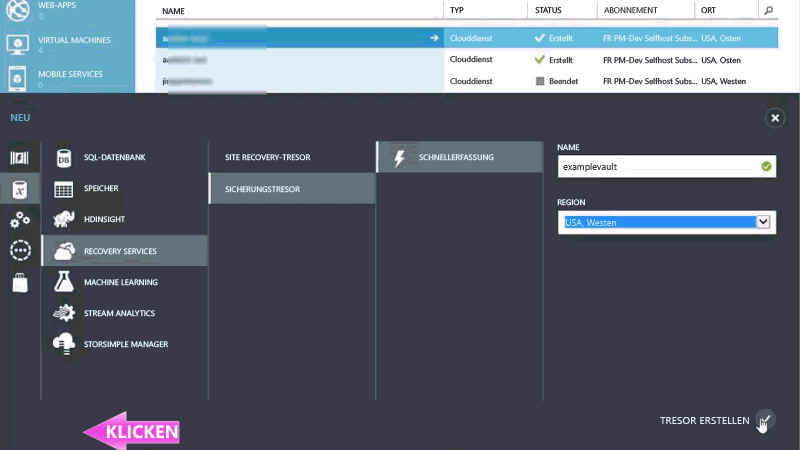 WEB-APPS
0
VIRTUAL MACHINES
4
MOBILE SERVICES
0
NAME TYP STATUS ABONNEMENT ORT
Clouddienst Erstellt FR PM-Dev Selfhost Subs... USA, Osten
Clouddienst Erstellt FR PM-Dev Selfhost Subs... USA, Osten
Clouddienst Beendet FR PM-Dev Selfhost Subs... USA, Westen
NEU
SQL-DATENBANK
SPEICHER
HDINSIGHT
RECOVERY SERVICES
MACHINE LEARNING
STREAM ANALYTICS
STORSIMPLE MANAGER
SITE RECOVERY-TRESOR
SICHERUNGSTRESOR
SCHNELLERFASSUNG
NAME
examplevault
REGION
USA, Westen
TRESOR ERSTELLEN
KLICKEN